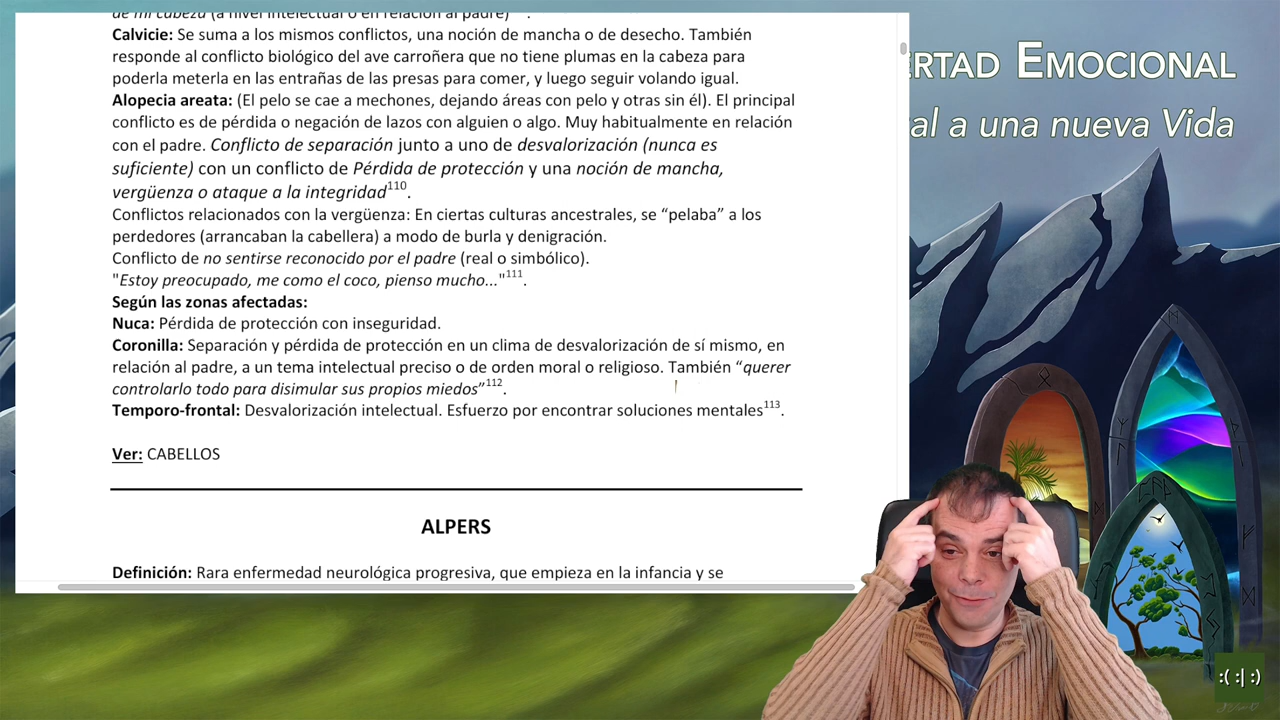 de mi cabeza (a nivel intelectual o en relación al padre)
Calvicie: Se suma a los mismos conflictos, una noción de mancha o de desecho. También
responde al conflicto biológico del ave carroñera que no tiene plumas en la cabeza para
poderla meterla en las entrañas de las presas para comer, y luego seguir volando igual.
Alopecia areata: (El pelo se cae a mechones, dejando áreas con pelo y otras sin él). El principal
conflicto es de pérdida o negación de lazos con alguien o algo. Muy habitualmente en relación
con el padre. Conflicto de separación junto a uno de desvalorización (nunca es
suficiente) con un conflicto de Pérdida de protección y una noción de mancha,
vergüenza o ataque a la integridad110.
Conflictos relacionados con la vergüenza: En ciertas culturas ancestrales, se “pelaba” a los
perdedores (arrancaban la cabellera) a modo de burla y denigración.
Conflicto de no sentirse reconocido por el padre (real o simbólico).
"Estoy preocupado, me como el coco, pienso mucho..."111.
Según las zonas afectadas:
Nuca: Pérdida de protección con inseguridad.
Coronilla: Separación y pérdida de protección en un clima de desvalorización de sí mismo, en
relación al padre, a un tema intelectual preciso o de orden moral o religioso. También “querer
controlarlo todo para disimular sus propios miedos”112.
Temporo-frontal: Desvalorización intelectual. Esfuerzo por encontrar soluciones mentales113.
Ver: CABELLOS
ALPERS
Definición: Rara enfermedad neurológica progresiva, que empieza en la infancia y se
ERTAD EMOCIONAL
al a una nueva Vida
:( :| :)